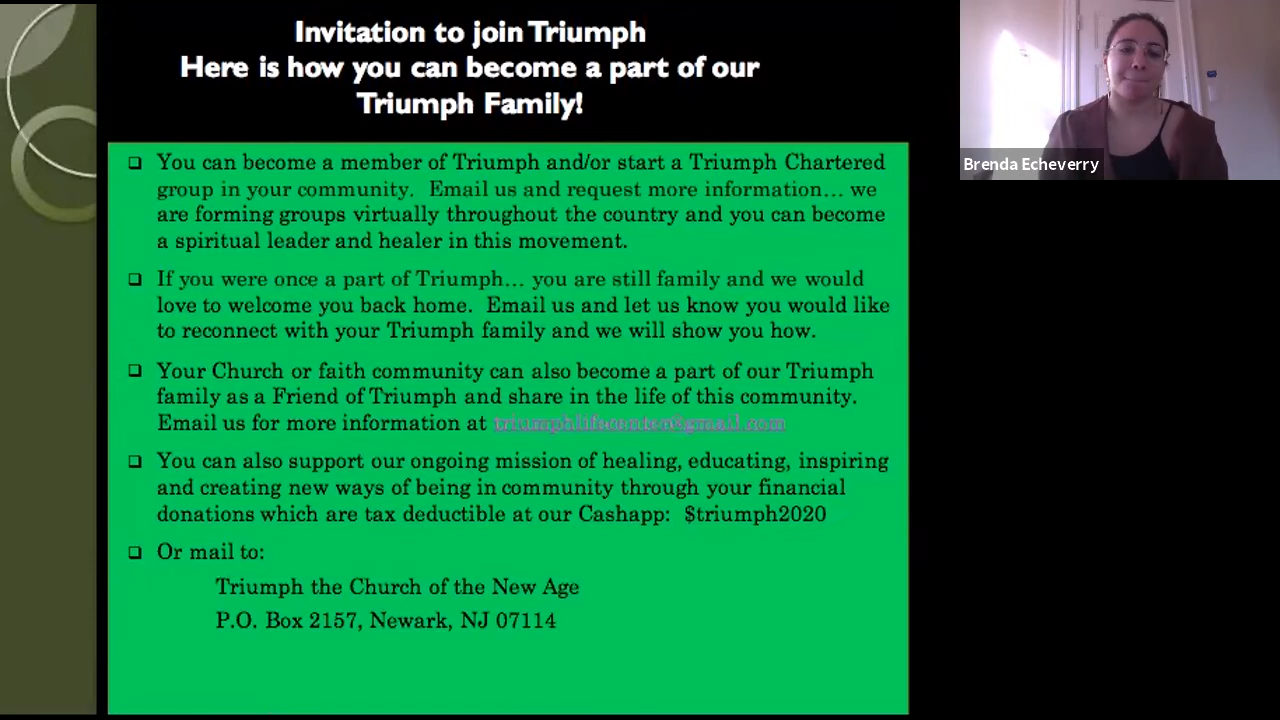 Invitation to join Triumph
Here is how you can become a part of our
Triumph Family!
❑ You can become a member of Triumph and/or start a Triumph Chartered
group in your community. Email us and request more information… we
are forming groups virtually throughout the country and you can become
a spiritual leader and healer in this movement.
❑ If you were once a part of Triumph… you are still family and we would
love to welcome you back home. Email us and let us know you would like
to reconnect with your Triumph family and we will show you how.
❑ Your Church or faith community can also become a part of our Triumph
family as a Friend of Triumph and share in the life of this community.
Email us for more information at triumphlifecenter@gmail.com
❑ You can also support our ongoing mission of healing, educating, inspiring
and creating new ways of being in community through your financial
donations which are tax deductible at our Cashapp: $triumph2020
❑ Or mail to:
Triumph the Church of the New Age
P.O. Box 2157, Newark, NJ 07114
Brenda Echeverry